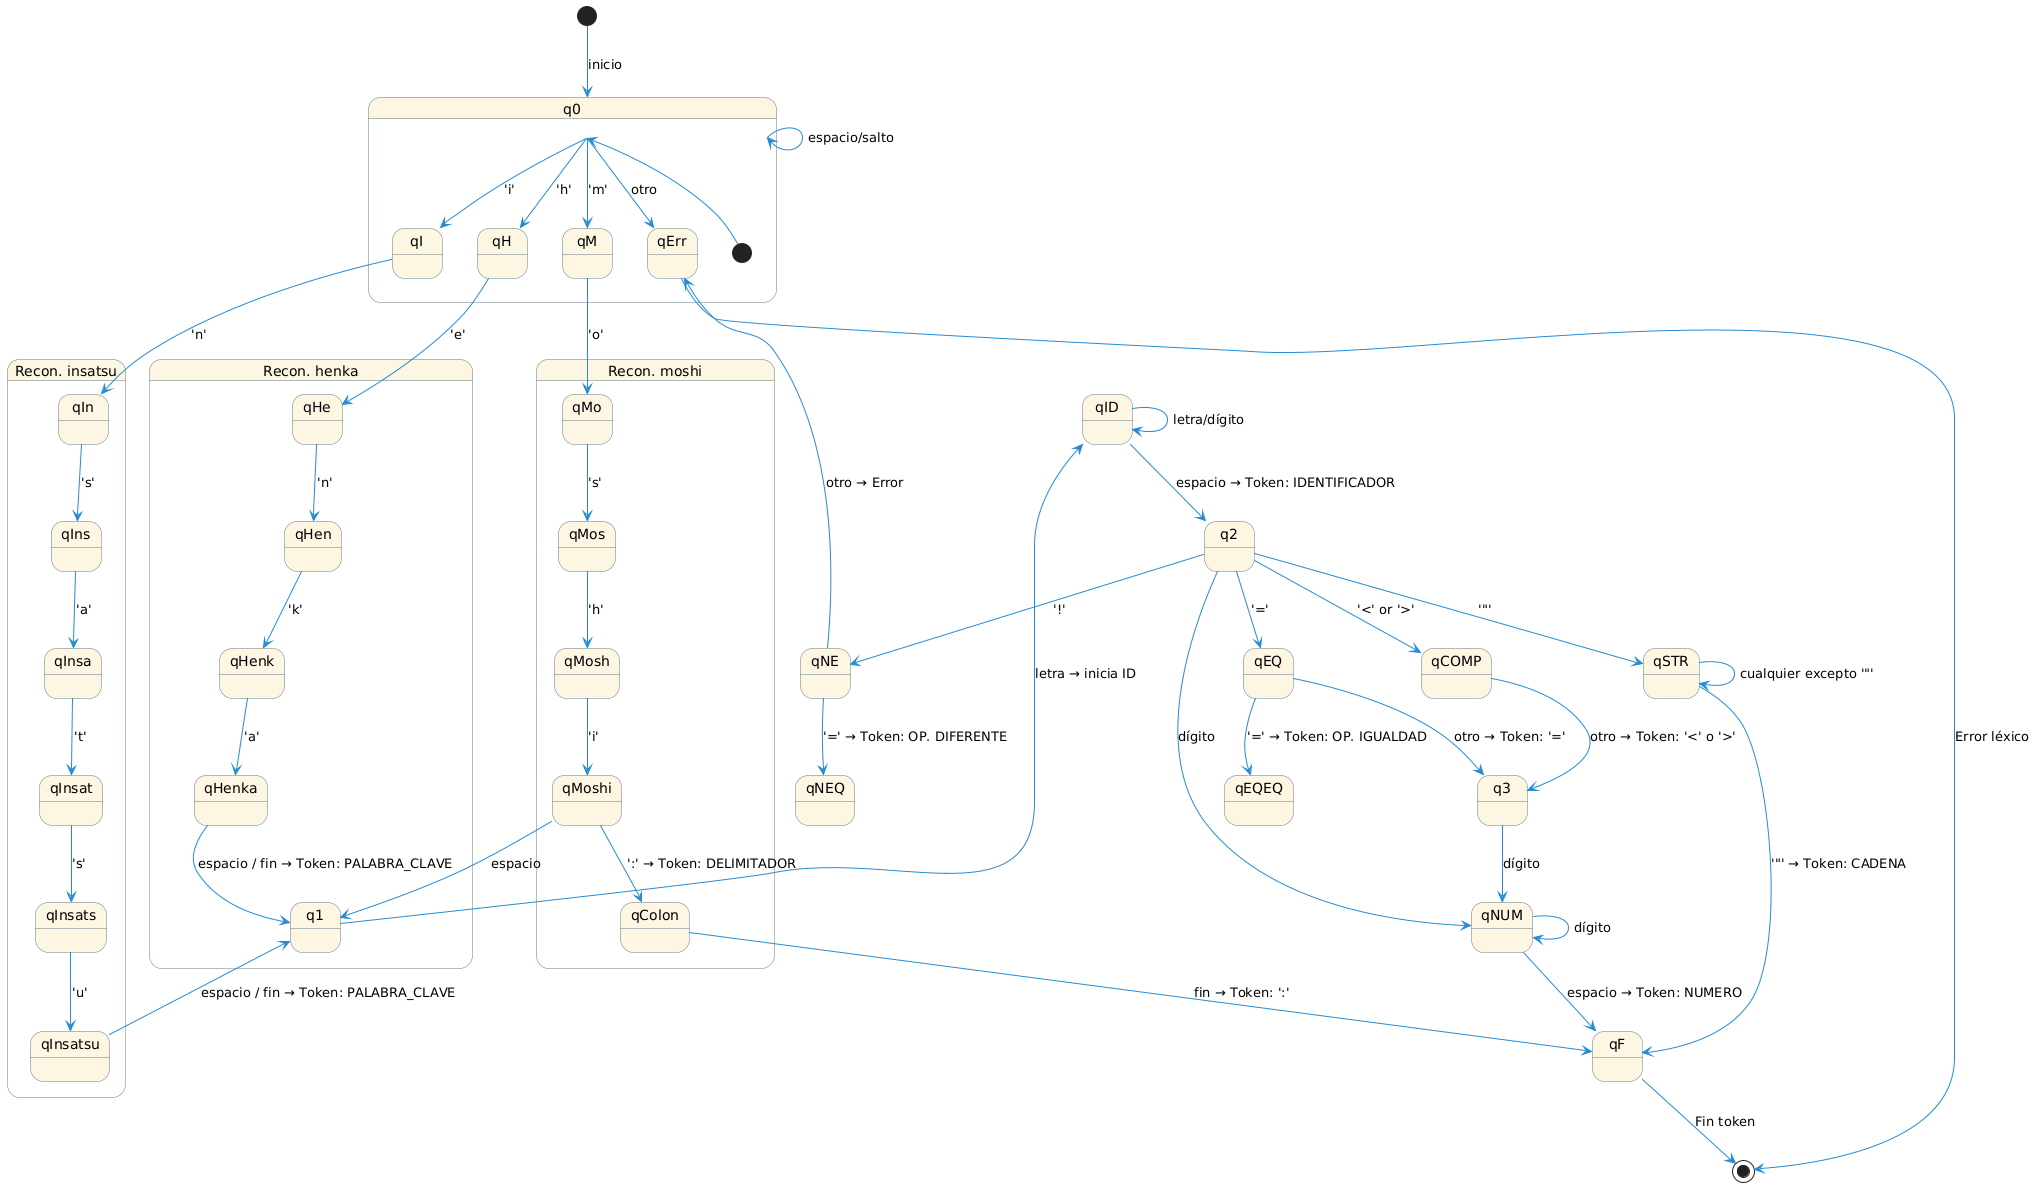 inicio
q0
espacio/salto
'i'
'h'
'm'
otro
qI
qH
qM
qErr
'n'
'e'
'o'
Recon. insatsu
Recon. henka
Recon. moshi
qIn
qHe
qMo
qID
letra/dígito
's'
'n'
's'
otro → Error
espacio → Token: IDENTIFICADOR
qIns
qHen
qMos
q2
'a'
'k'
'h'
'!'
'='
'<' or '>'
'"'
qInsa
qHenk
qMosh
qNE
letra → inicia ID
qEQ
qCOMP
qSTR
cualquier excepto '"'
't'
'a'
'i'
'=' → Token: OP. DIFERENTE
dígito
'=' → Token: OP. IGUALDAD
otro → Token: '='
otro → Token: '<' o '>'
Error léxico
qInsat
qHenka
qMoshi
qNEQ
qEQEQ
q3
's'
espacio / fin → Token: PALABRA_CLAVE
espacio
':' → Token: DELIMITADOR
dígito
'"' → Token: CADENA
qInsats
q1
qColon
qNUM
dígito
'u'
espacio / fin → Token: PALABRA_CLAVE
fin → Token: ':'
espacio → Token: NUMERO
qInsatsu
qF
Fin token